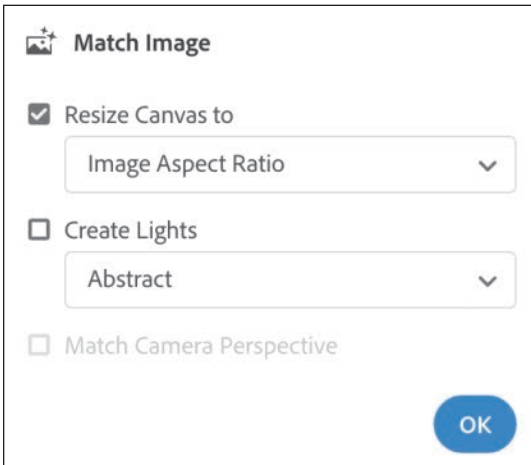 Match Image
Resize Canvas to
Image Aspect Ratio
Create Lights
Abstract
Match Camera Perspective
OK